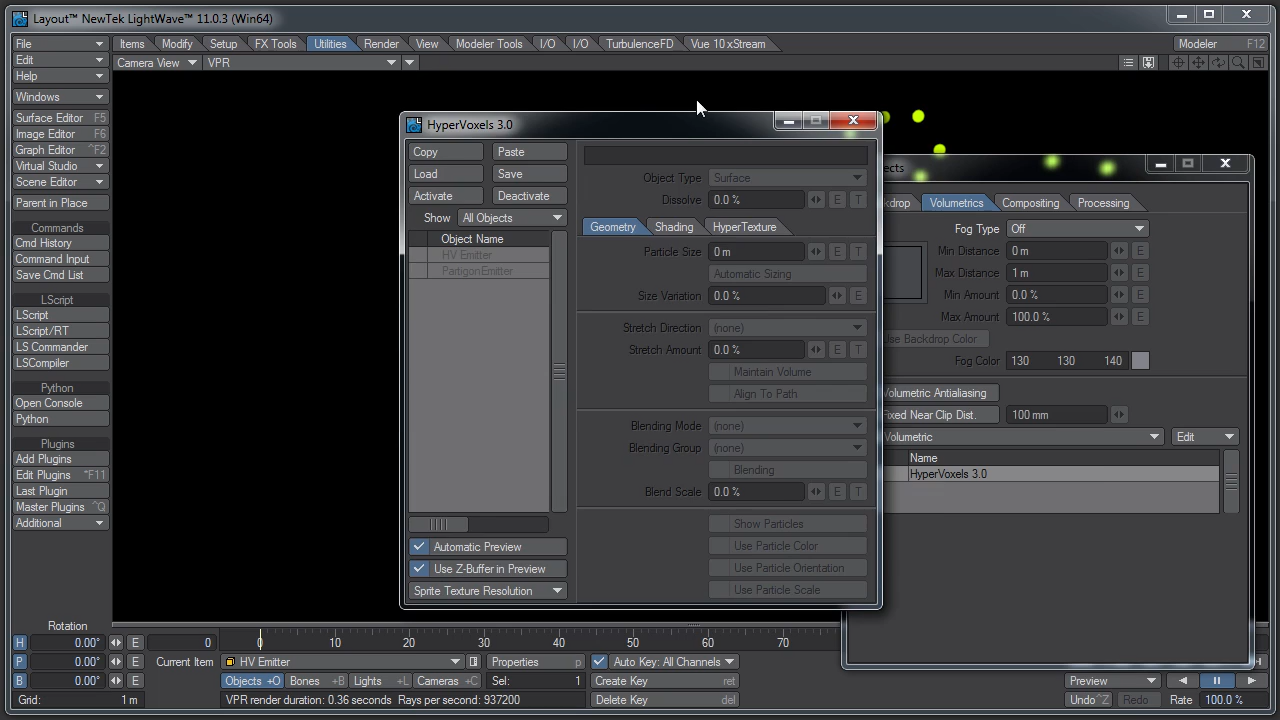 Layout™ NewTek LightWave™ 11.0.3 (Win64)
File
Items
Modify
Setup
FX Tools
Utilities
Render
View
Modeler Tools
I/O
I/O
TurbulenceFD
Vue 10 xStream
Modeler F12
Edit
Camera View
VPR
Help
Windows
Surface Editor F5
Image Editor F6
Graph Editor ^F2
Virtual Studio
Scene Editor
Parent in Place
Commands
Cmd History
Command Input
Save Cmd List
LScript
LScript
LScript/RT
LS Commander
LSCompiler
Python
Open Console
Python
Plugins
Add Plugins
Edit Plugins ^F11
Last Plugin
Master Plugins ^Q
Additional
HyperVoxels 3.0
Copy
Paste
Load
Save
Activate
Deactivate
Show All Objects
Object Name
HV Emitter
PartigonEmitter
Automatic Preview
Use Z-Buffer in Preview
Sprite Texture Resolution
Object Type Surface
Dissolve 0.0 % E T
Geometry
Shading
HyperTexture
Particle Size 0 m E T
Automatic Sizing
Size Variation 0.0 % E
Stretch Direction (none)
Stretch Amount 0.0 % E T
Maintain Volume
Align To Path
Blending Mode (none)
Blending Group (none)
Blending
Blend Scale 0.0 % E T
Show Particles
Use Particle Color
Use Particle Orientation
Use Particle Scale
ects
kdrop
Volumetrics
Compositing
Processing
Fog Type Off
Min Distance 0 m E
Max Distance 1 m E
Min Amount 0.0 % E
Max Amount 100.0 % E
Use Backdrop Color
Fog Color 130 130 140
Volumetric Antialiasing
Fixed Near Clip Dist. 100 mm
Volumetric
Edit
Name
HyperVoxels 3.0
Rotation
H 0.00° E 0
0 10 20 30 40 50 60 70
P 0.00° E Current Item HV Emitter Properties p Auto Key: All Channels
B 0.00° E Objects +O Bones +B Lights +L Cameras +C Sel: 1 Create Key ret Preview
Grid: 1 m VPR render duration: 0.36 seconds Rays per second: 937200 Delete Key del Undo ^Z Redo Rate 100.0 %